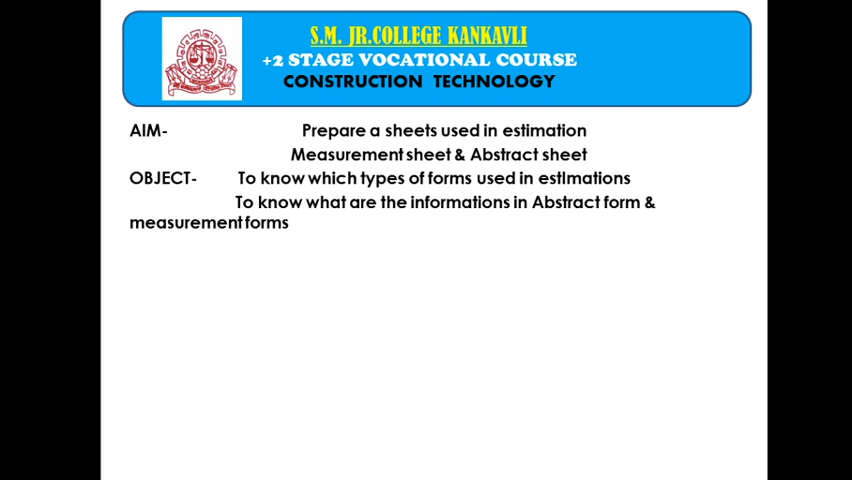 S.M. JR.COLLEGE KANKAVLI
+2 STAGE VOCATIONAL COURSE
CONSTRUCTION TECHNOLOGY
AIM- Prepare a sheets used in estimation
Measurement sheet & Abstract sheet
OBJECT- To know which types of forms used in estImations
To know what are the informations in Abstract form &
measurement forms